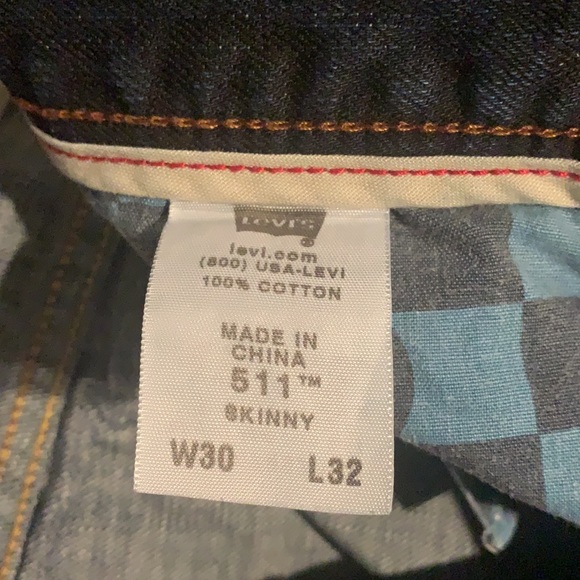 Levi's
®
levi.com
(800) USA-LEVI
100% COTTON
MADE IN
CHINA
511™
SKINNY
W30 L32